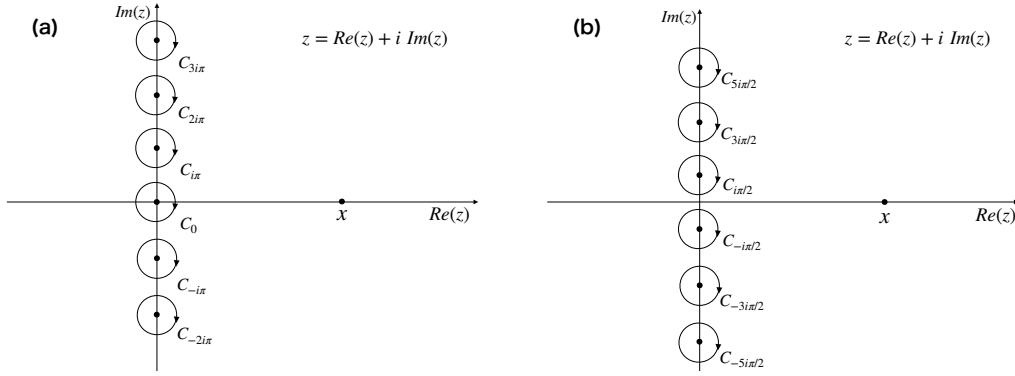 (a)
Im(z)
z = Re(z) + i Im(z)
C_{3iπ}
C_{2iπ}
C_{iπ}
C_0
x
Re(z)
C_{-iπ}
C_{-2iπ}
(b)
Im(z)
z = Re(z) + i Im(z)
C_{5iπ/2}
C_{3iπ/2}
C_{iπ/2}
x
Re(z)
C_{-iπ/2}
C_{-3iπ/2}
C_{-5iπ/2}